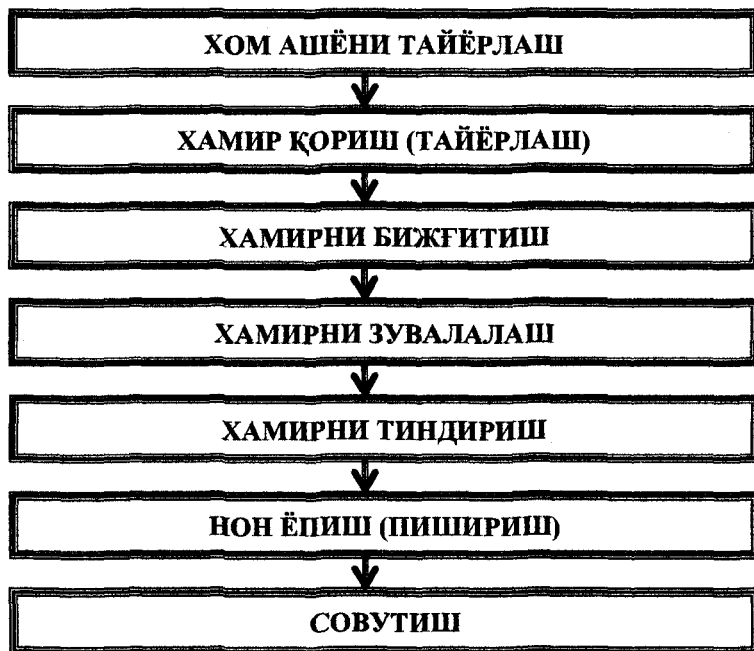 ХОМ АШЁНИ ТАЙЁРЛАШ
ХАМИР ҚОРИШ (ТАЙЁРЛАШ)
ХАМИРНИ БИЖҒИТИШ
ХАМИРНИ ЗУВАЛАЛАШ
ХАМИРНИ ТИНДИРИШ
НОН ЁПИШ (ПИШИРИШ)
СОВУТИШ